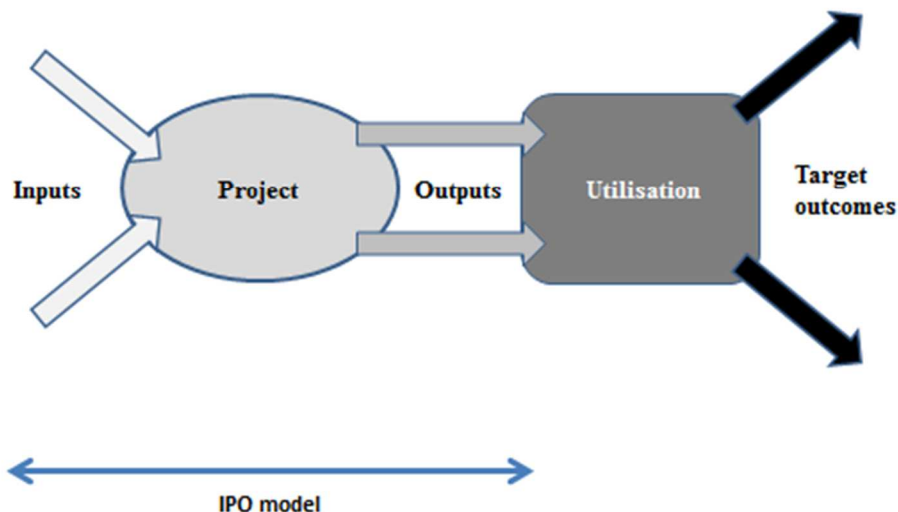 Inputs
Project
Outputs
Utilisation
Target
outcomes
IPO model